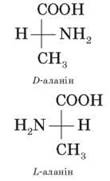 COOH
H NH₂
CH₃
D-аланін
COOH
H₂N H
CH₃
L-аланін